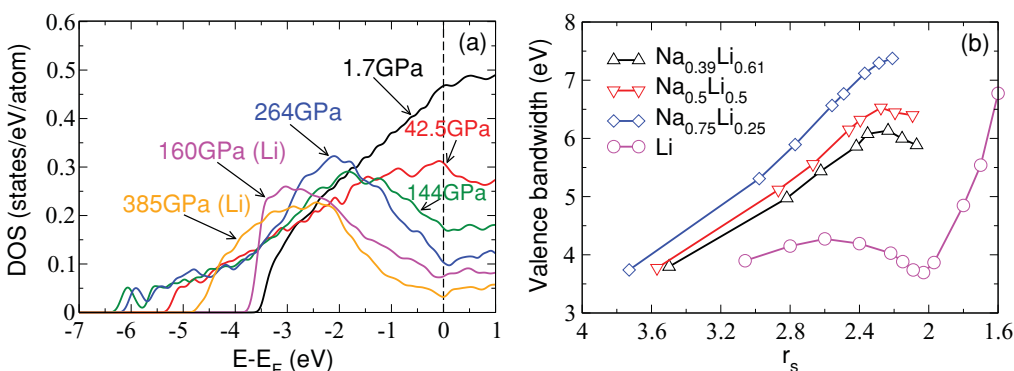 (a)
0.6
0.5
0.4
0.3
0.2
0.1
0
DOS (states/eV/atom)
1.7GPa
264GPa
42.5GPa
160GPa (Li)
144GPa
385GPa (Li)
-7 -6 -5 -4 -3 -2 -1 0 1
E-E_F (eV)
(b)
8
7
6
5
4
3
Valence bandwidth (eV)
Na0.39Li0.61
Na0.5Li0.5
Na0.75Li0.25
Li
4 3.6 3.2 2.8 2.4 2 1.6
r_s